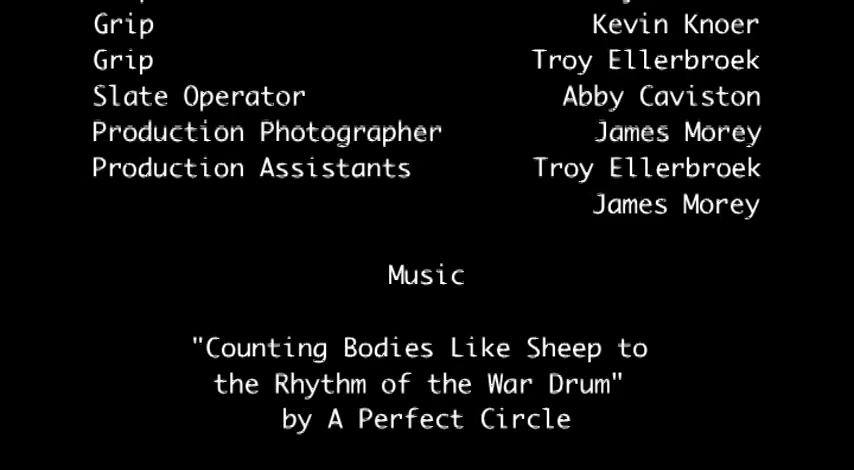 Grip Kevin Knoer
Grip Troy Ellerbroek
Slate Operator Abby Caviston
Production Photographer James Morey
Production Assistants Troy Ellerbroek
James Morey
Music
"Counting Bodies Like Sheep to
the Rhythm of the War Drum"
by A Perfect Circle